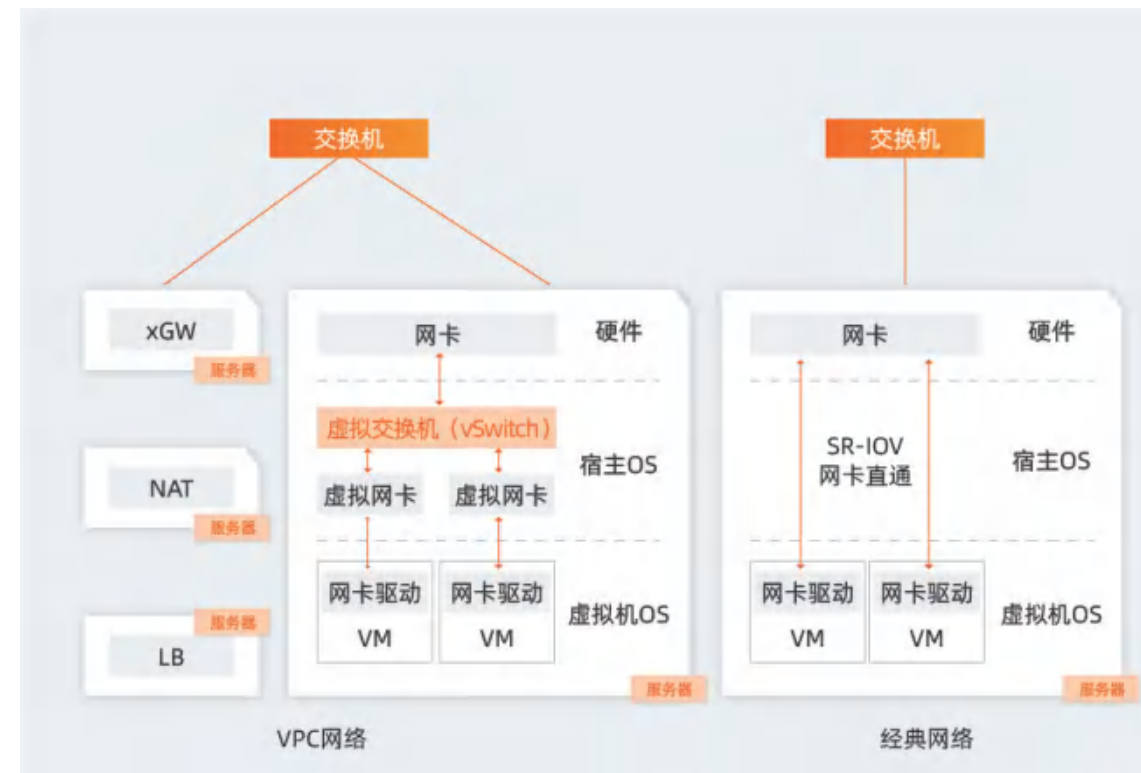 交换机
xGW
服务器
NAT
服务器
服务器
LB
网卡
硬件
虚拟交换机（vSwitch）
虚拟网卡
虚拟网卡
宿主OS
网卡驱动
VM
网卡驱动
VM
虚拟机OS
服务器
VPC网络
交换机
网卡
硬件
SR-IOV
网卡直通
宿主OS
网卡驱动
VM
网卡驱动
VM
虚拟机OS
服务器
经典网络